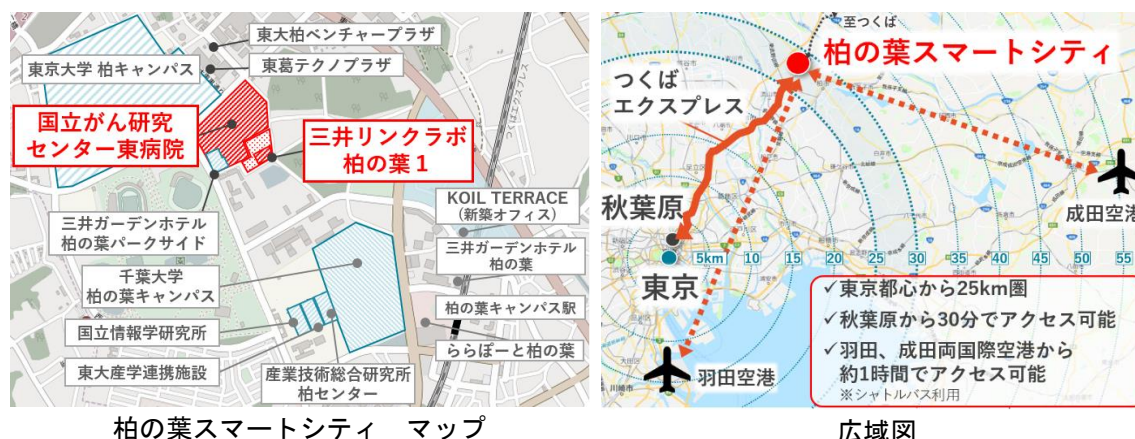 東大柏ベンチャープラザ
東京大学 柏キャンパス
東葛テクノプラザ
国立がん研究
センター東病院
三井リンクラボ
柏の葉1
つくばエクスプレス
三井ガーデンホテル
柏の葉パークサイド
KOIL TERRACE
(新築オフィス)
三井ガーデンホテル
柏の葉
千葉大学
柏の葉キャンパス
柏の葉キャンパス駅
国立情報学研究所
ららぽーと柏の葉
東大産学連携施設
産業技術総合研究所
柏センター
柏の葉スマートシティ マップ
至つくば
柏の葉スマートシティ
つくば
エクスプレス
秋葉原
成田空港
5km 10 15 20 25 30 35 40 45 50 55
東京
羽田空港
✓東京都心から25km圏
✓秋葉原から30分でアクセス可能
✓羽田、成田両国際空港から
約1時間でアクセス可能
※シャトルバス利用
広域図